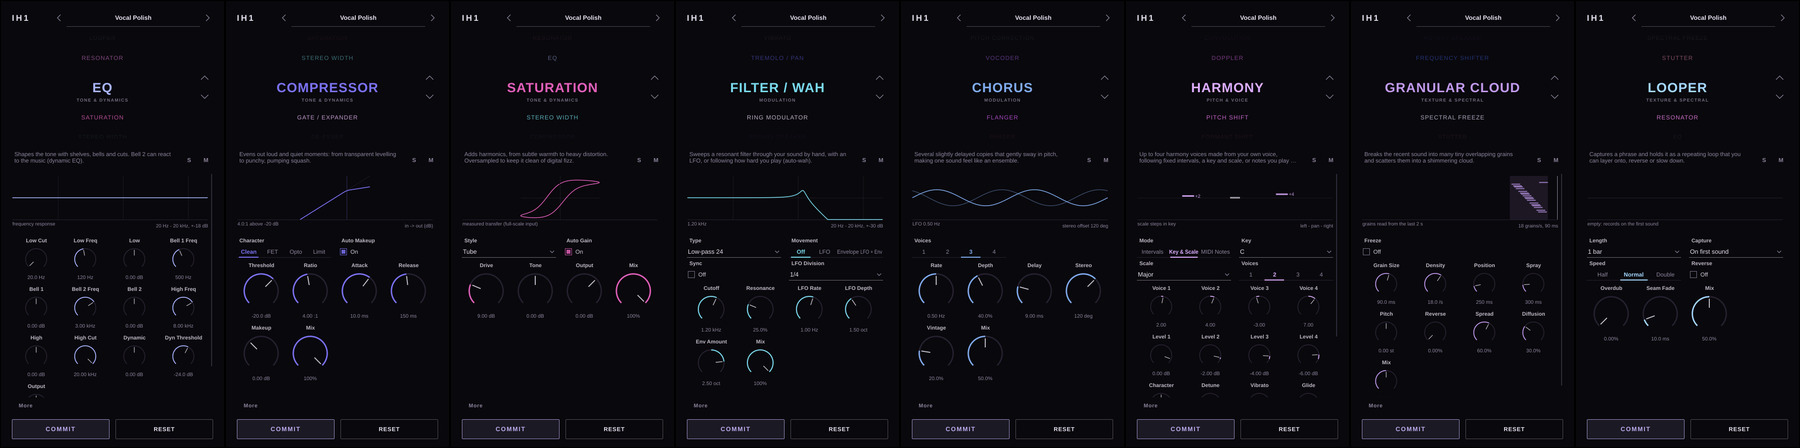 IH1
Vocal Polish
RESONATOR
EQ
TONE & DYNAMICS
SATURATION
Shapes the tone with shelves, bells and cuts. Bell 2 can react
to the music (dynamic EQ).
S M
frequency response
20 Hz - 20 kHz, +-18 dB
Low Cut Low Freq Low Bell 1 Freq
20.0 Hz 120 Hz 0.00 dB 500 Hz
Bell 1 Bell 2 Freq Bell 2 High Freq
0.00 dB 3.00 kHz 0.00 dB 8.00 kHz
High High Cut Dynamic Dyn Threshold
0.00 dB 20.00 kHz 0.00 dB -24.0 dB
Output
More
COMMIT RESET
IH1
Vocal Polish
STEREO WIDTH
COMPRESSOR
TONE & DYNAMICS
GATE / EXPANDER
Evens out loud and quiet moments: from transparent levelling
to punchy, pumping squash.
S M
4.0:1 above -20 dB
in -> out (dB)
Character Auto Makeup
Clean FET Opto Limit On
Threshold Ratio Attack Release
-20.0 dB 4.00 :1 10.0 ms 150 ms
Makeup Mix
0.00 dB 100%
More
COMMIT RESET
IH1
Vocal Polish
EQ
SATURATION
TONE & DYNAMICS
STEREO WIDTH
Adds harmonics, from subtle warmth to heavy distortion.
Oversampled to keep it clean of digital fizz.
S M
measured transfer (full-scale input)
Style Auto Gain
Tube On
Drive Tone Output Mix
9.00 dB 0.00 dB 0.00 dB 100%
More
COMMIT RESET
IH1
Vocal Polish
TREMOLO / PAN
FILTER / WAH
MODULATION
RING MODULATOR
Sweeps a resonant filter through your sound by hand, with an
LFO, or following how hard you play (auto-wah).
S M
1.20 kHz
20 Hz - 20 kHz, +-30 dB
Type Movement
Low-pass 24 Off LFO Envelope LFO + Env
Sync LFO Division
Off 1/4
Cutoff Resonance LFO Rate LFO Depth
1.20 kHz 25.0% 1.00 Hz 1.50 oct
Env Amount Mix
2.50 oct 100%
More
COMMIT RESET
IH1
Vocal Polish
VOCODER
CHORUS
MODULATION
FLANGER
Several slightly delayed copies that gently sway in pitch,
making one sound feel like an ensemble.
S M
LFO 0.50 Hz
stereo offset 120 deg
Voices
1 2 3 4
Rate Depth Delay Stereo
0.50 Hz 40.0% 9.00 ms 120 deg
Vintage Mix
20.0% 50.0%
More
COMMIT RESET
IH1
Vocal Polish
DOPPLER
HARMONY
PITCH & VOICE
PITCH SHIFT
Up to four harmony voices made from your own voice,
following fixed intervals, a key and scale, or notes you play ...
S M
+2 +4
scale steps in key
left - pan - right
Mode Key
Intervals Key & Scale MIDI Notes C
Scale Voices
Major 1 2 3 4
Voice 1 Voice 2 Voice 3 Voice 4
2.00 4.00 -3.00 7.00
Level 1 Level 2 Level 3 Level 4
0.00 dB -2.00 dB -4.00 dB -6.00 dB
Character Detune Vibrato Glide
More
COMMIT RESET
IH1
Vocal Polish
FREQUENCY SHIFTER
GRANULAR CLOUD
TEXTURE & SPECTRAL
SPECTRAL FREEZE
Breaks the recent sound into many tiny overlapping grains
and scatters them into a shimmering cloud.
S M
grains read from the last 2 s
18 grains/s, 90 ms
Freeze
Off
Grain Size Density Position Spray
90.0 ms 18.0 /s 250 ms 300 ms
Pitch Reverse Spread Diffusion
0.00 st 0.00% 60.0% 30.0%
Mix
More
COMMIT RESET
IH1
Vocal Polish
STUTTER
LOOPER
TEXTURE & SPECTRAL
RESONATOR
Captures a phrase and holds it as a repeating loop that you
can layer onto, reverse or slow down.
S M
empty: records on the first sound
Length Capture
1 bar On first sound
Speed Reverse
Half Normal Double Off
Overdub Seam Fade Mix
0.00% 10.0 ms 50.0%
More
COMMIT RESET